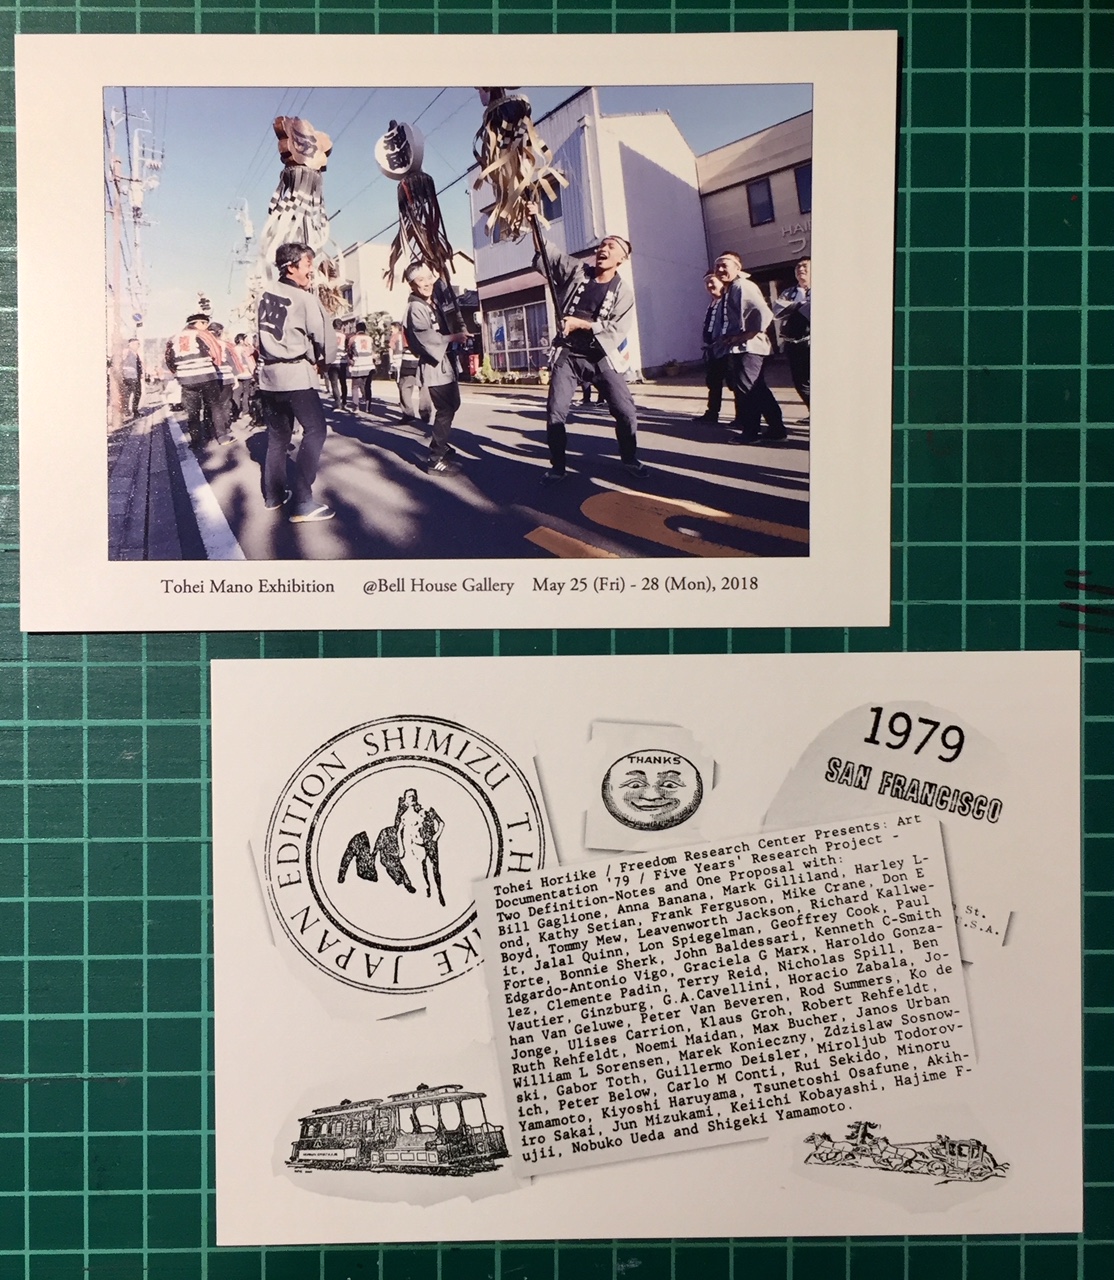 酒
HAI
フ
Tohei Mano Exhibition @Bell House Gallery May 25 (Fri) - 28 (Mon), 2018
EDITION SHIMIZU T.H
IKE JAPAN
THANKS
1979
SAN FRANCISCO
St.
.S.A.
Tohei Horiike / Freedom Research Center Presents: Art
Documentation '79 / Five Years' Research Project -
Two Definition-Notes and One Proposal with:
Bill Gaglione, Anna Banana, Mark Gilliland, Harley L-
ond, Kathy Setian, Frank Ferguson, Mike Crane, Don E
Boyd, Tommy Mew, Leavenworth Jackson, Richard Kallwe-
it, Jalal Quinn, Lon Spiegelman, Geoffrey Cook, Paul
Forte, Bonnie Sherk, John Baldessari, Kenneth C-Smith
Edgardo-Antonio Vigo, Graciela G Marx, Haroldo Gonza-
lez, Clemente Padin, Terry Reid, Nicholas Spill, Ben
Vautier, Ginzburg, G.A.Cavellini, Horacio Zabala, Jo-
han Van Geluwe, Peter Van Beveren, Rod Summers, Ko de
Jonge, Ulises Carrion, Klaus Groh, Robert Rehfeldt,
Ruth Rehfeldt, Noemi Maidan, Max Bucher, Janos Urban
William L Sorensen, Marek Konieczny, Zdzislaw Sosnow-
ski, Gabor Toth, Guillermo Deisler, Miroljub Todorov-
ich, Peter Below, Carlo M Conti, Rui Sekido, Minoru
Yamamoto, Kiyoshi Haruyama, Tsunetoshi Osafune, Akih-
iro Sakai, Jun Mizukami, Keiichi Kobayashi, Hajime F-
ujii, Nobuko Ueda and Shigeki Yamamoto.